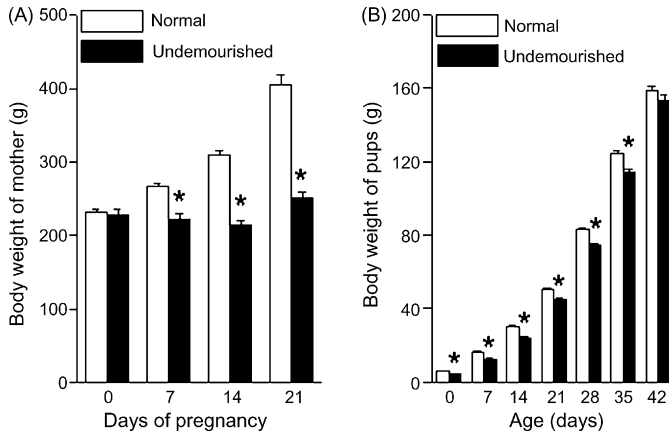 (A)
Normal
Undemourished
Body weight of mother (g)
500
400
300
200
100
0
*
*
*
0 7 14 21
Days of pregnancy
(B)
Normal
Undemourished
Body weight of pups (g)
200
160
120
80
40
0
*
*
*
*
*
*
0 7 14 21 28 35 42
Age (days)